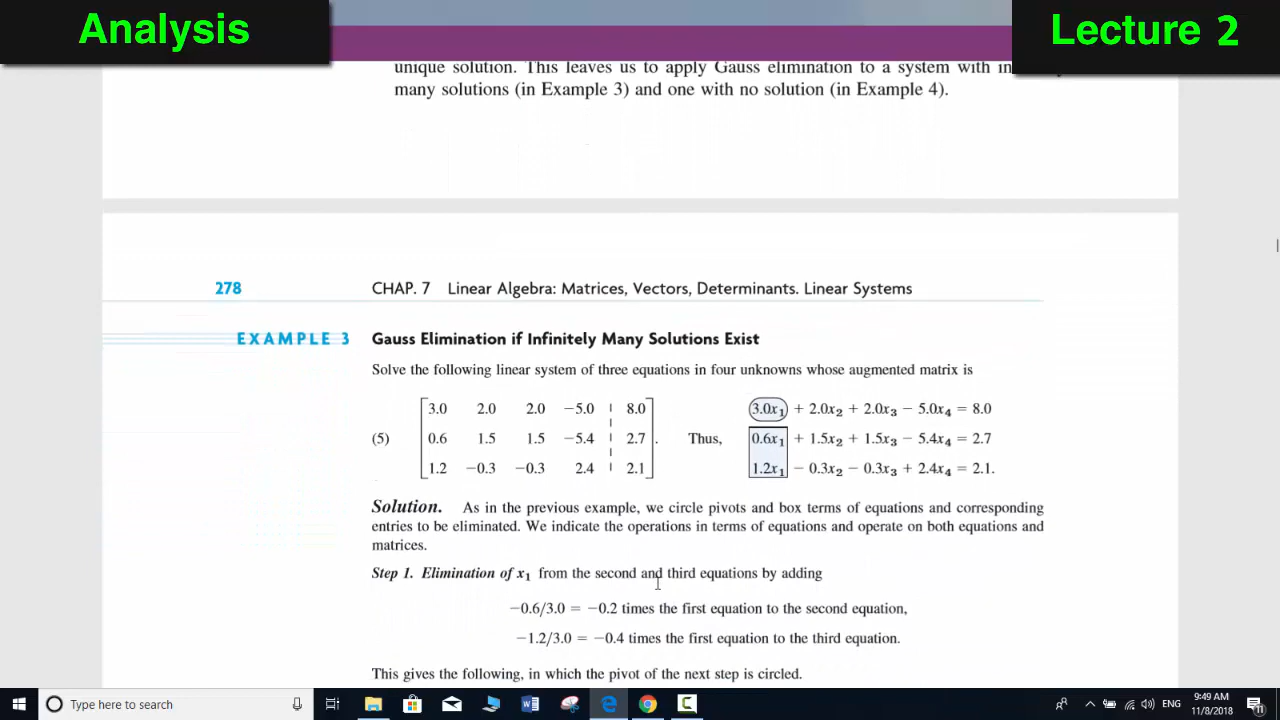 Analysis
Lecture 2
unique solution. This leaves us to apply Gauss elimination to a system with
many solutions (in Example 3) and one with no solution (in Example 4).
278 CHAP. 7 Linear Algebra: Matrices, Vectors, Determinants. Linear Systems
EXAMPLE 3 Gauss Elimination if Infinitely Many Solutions Exist
Solve the following linear system of three equations in four unknowns whose augmented matrix is
3.0 2.0 2.0 −5.0 | 8.0 3.0x₁ + 2.0x₂ + 2.0x₃ − 5.0x₄ = 8.0
(5) 0.6 1.5 1.5 −5.4 | 2.7 . Thus, 0.6x₁ + 1.5x₂ + 1.5x₃ − 5.4x₄ = 2.7
1.2 −0.3 −0.3 2.4 | 2.1 1.2x₁ − 0.3x₂ − 0.3x₃ + 2.4x₄ = 2.1.
Solution. As in the previous example, we circle pivots and box terms of equations and corresponding
entries to be eliminated. We indicate the operations in terms of equations and operate on both equations and
matrices.
Step 1. Elimination of x₁ from the second and third equations by adding
−0.6/3.0 = −0.2 times the first equation to the second equation,
−1.2/3.0 = −0.4 times the first equation to the third equation.
This gives the following, in which the pivot of the next step is circled.
Type here to search
ENG
9:49 AM
11/8/2018